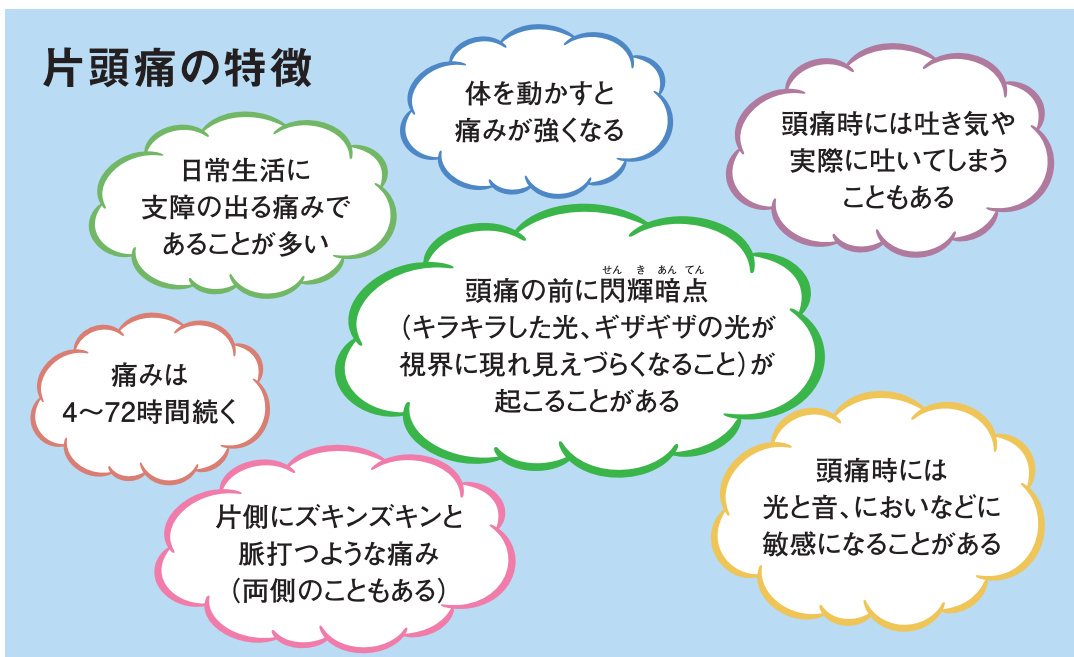 片頭痛の特徴
体を動かすと
痛みが強くなる
頭痛時には吐き気や
実際に吐いてしまう
こともある
日常生活に
支障の出る痛みで
あることが多い
せん き あん てん
頭痛の前に閃輝暗点
（キラキラした光、ギザギザの光が
視界に現れ見えづらくなること）が
起こることがある
痛みは
4〜72時間続く
頭痛時には
光と音、においなどに
敏感になることがある
片側にズキンズキンと
脈打つような痛み
（両側のこともある）